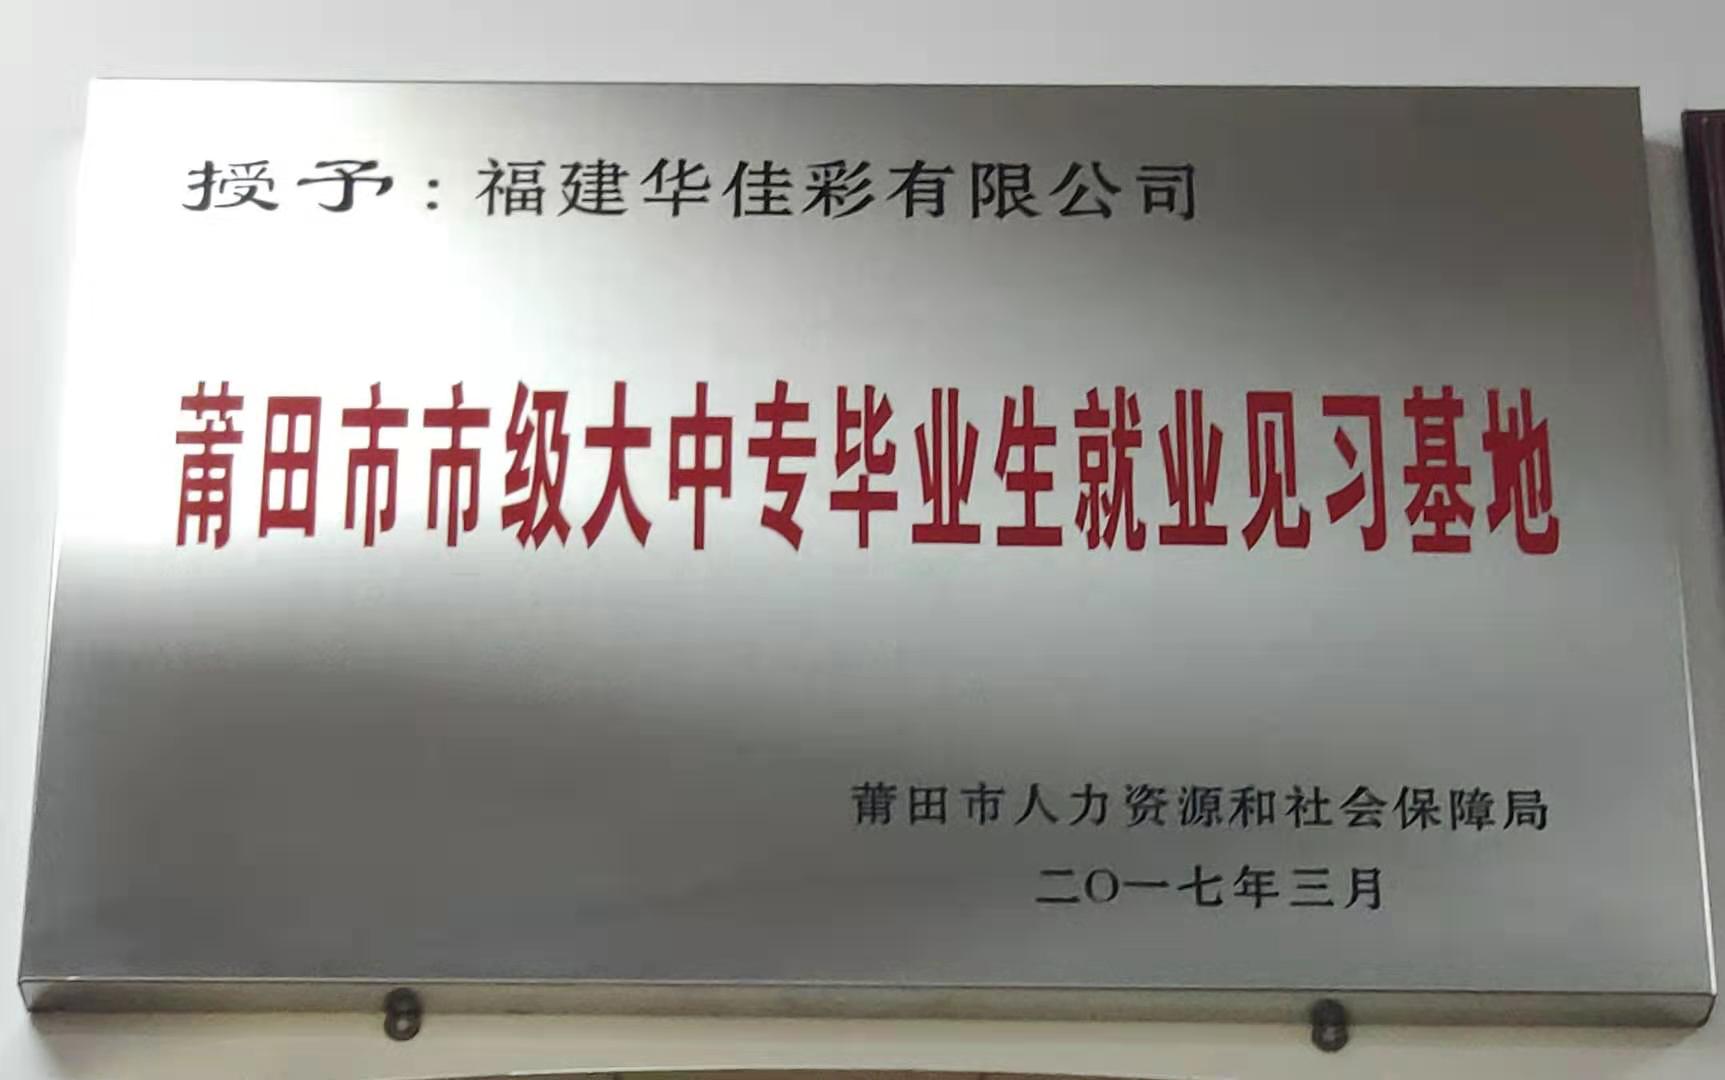 授予：福建华佳彩有限公司
莆田市市级大中专毕业生就业见习基地
莆田市人力资源和社会保障局
二〇一七年三月